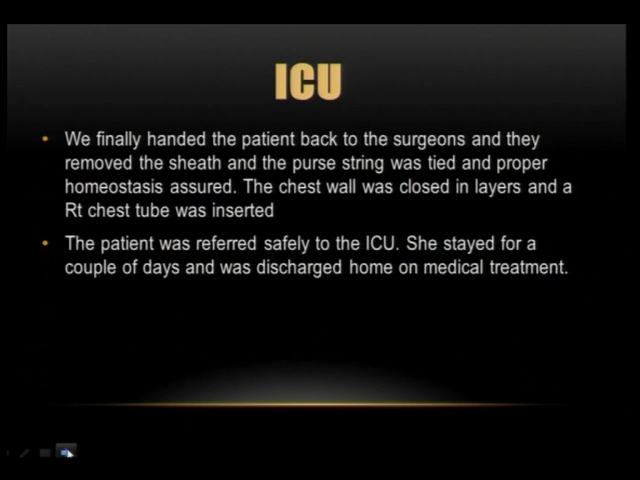 ICU
• We finally handed the patient back to the surgeons and they
removed the sheath and the purse string was tied and proper
homeostasis assured. The chest wall was closed in layers and a
Rt chest tube was inserted
• The patient was referred safely to the ICU. She stayed for a
couple of days and was discharged home on medical treatment.